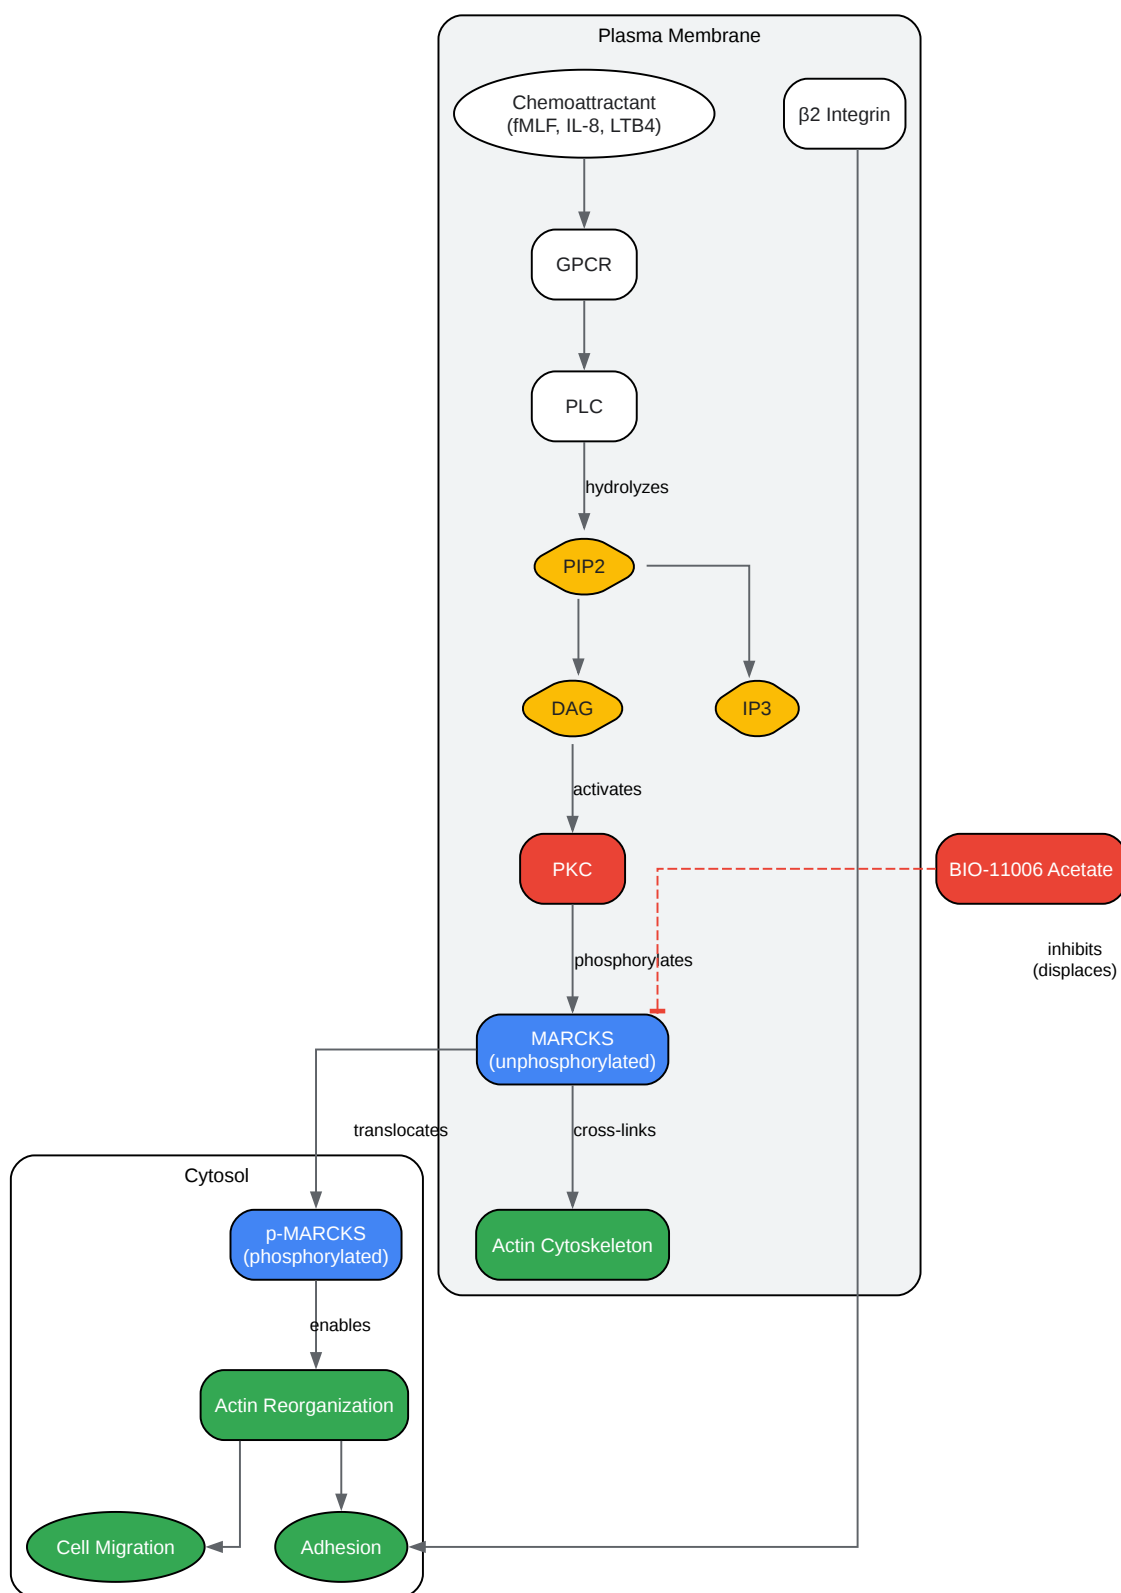 Plasma Membrane
Chemoattractant
(fMLF, IL-8, LTB4)
β2 Integrin
GPCR
PLC
hydrolyzes
PIP2
DAG
IP3
activates
PKC
BIO-11006 Acetate
phosphorylates
inhibits
(displaces)
MARCKS
(unphosphorylated)
translocates
cross-links
Cytosol
p-MARCKS
(phosphorylated)
Actin Cytoskeleton
enables
Actin Reorganization
Cell Migration
Adhesion